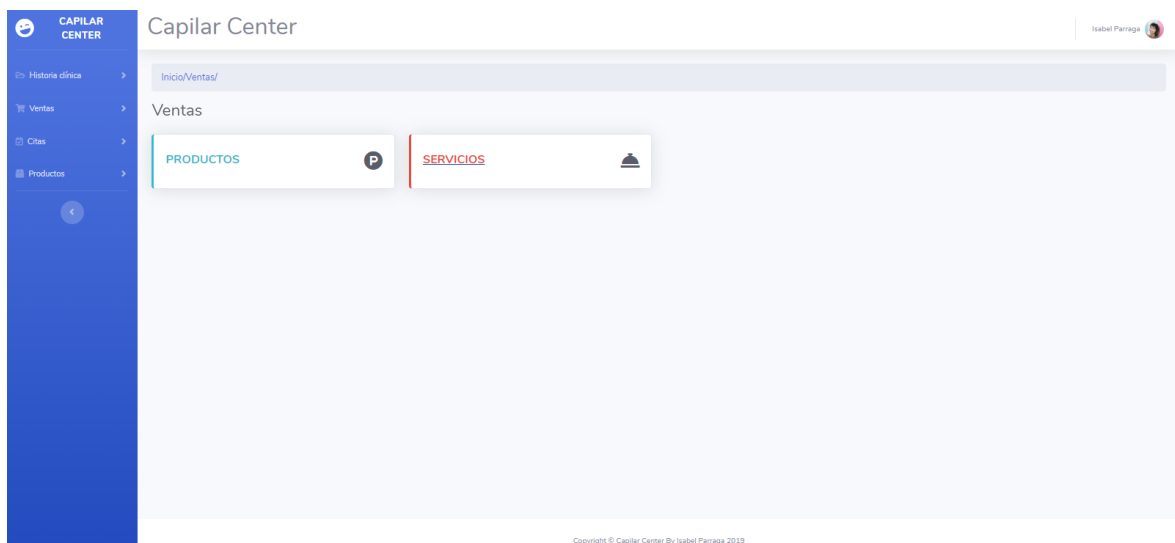 CAPILAR
CENTER
Historia clínica
Ventas
Citas
Productos
Capilar Center
Isabel Parraga
Inicio/Ventas/
Ventas
PRODUCTOS
P
SERVICIOS
Copyright © Capilar Center By Isabel Parraga 2019